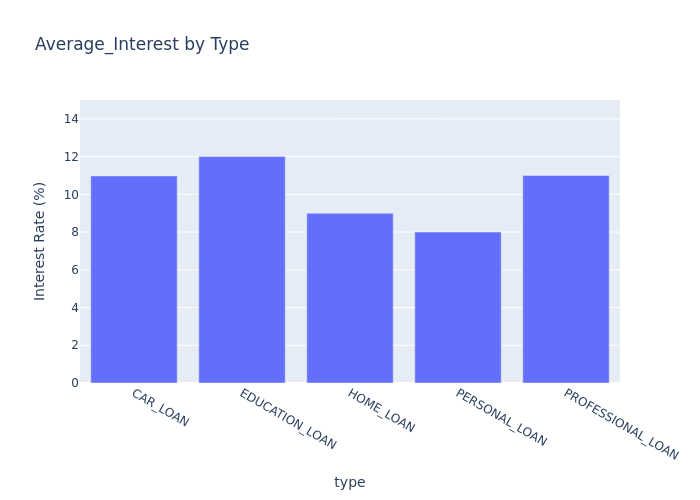 Average_Interest by Type
Interest Rate (%)
14
12
10
8
6
4
2
0
CAR_LOAN
EDUCATION_LOAN
HOME_LOAN
PERSONAL_LOAN
PROFESSIONAL_LOAN
type